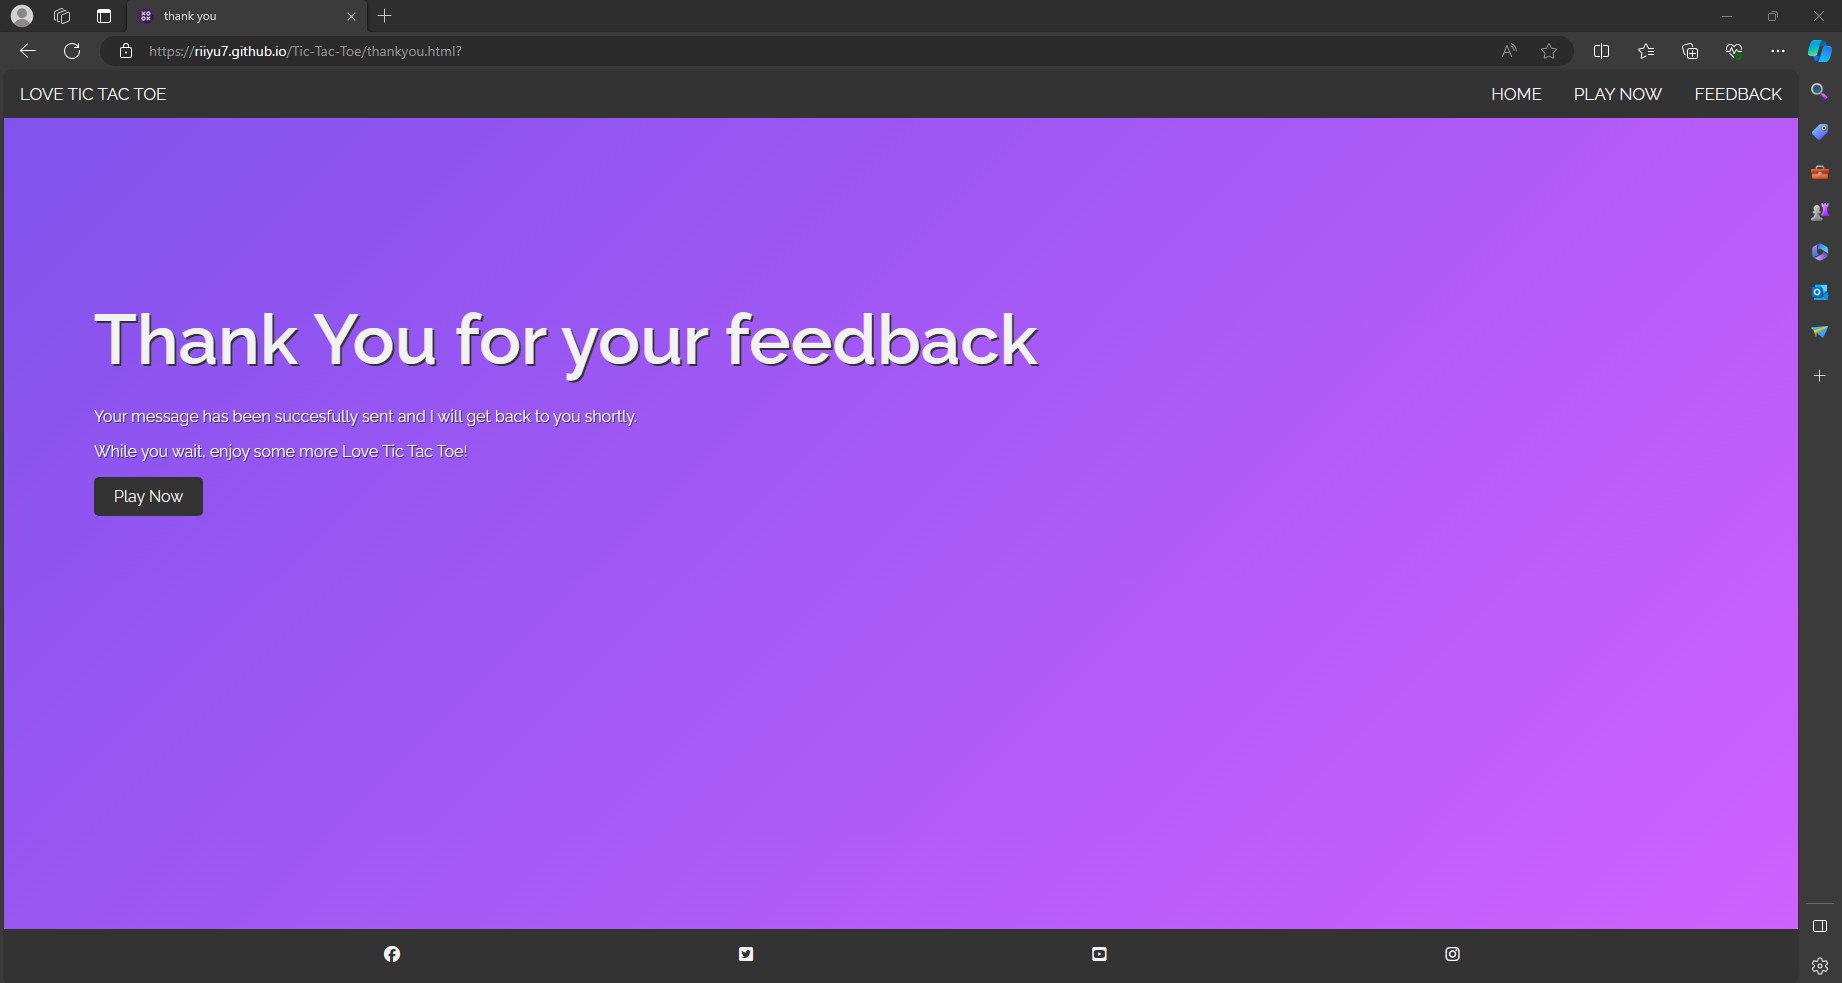 thank you
https://riiyu7.github.io/Tic-Tac-Toe/thankyou.html?
LOVE TIC TAC TOE
HOME PLAY NOW FEEDBACK
Thank You for your feedback
Your message has been succesfully sent and I will get back to you shortly.
While you wait, enjoy some more Love Tic Tac Toe!
Play Now